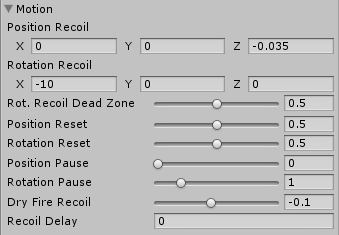 Motion
Position Recoil
X 0 Y 0 Z -0.035
Rotation Recoil
X -10 Y 0 Z 0
Rot. Recoil Dead Zone 0.5
Position Reset 0.5
Rotation Reset 0.5
Position Pause 0
Rotation Pause 1
Dry Fire Recoil -0.1
Recoil Delay 0